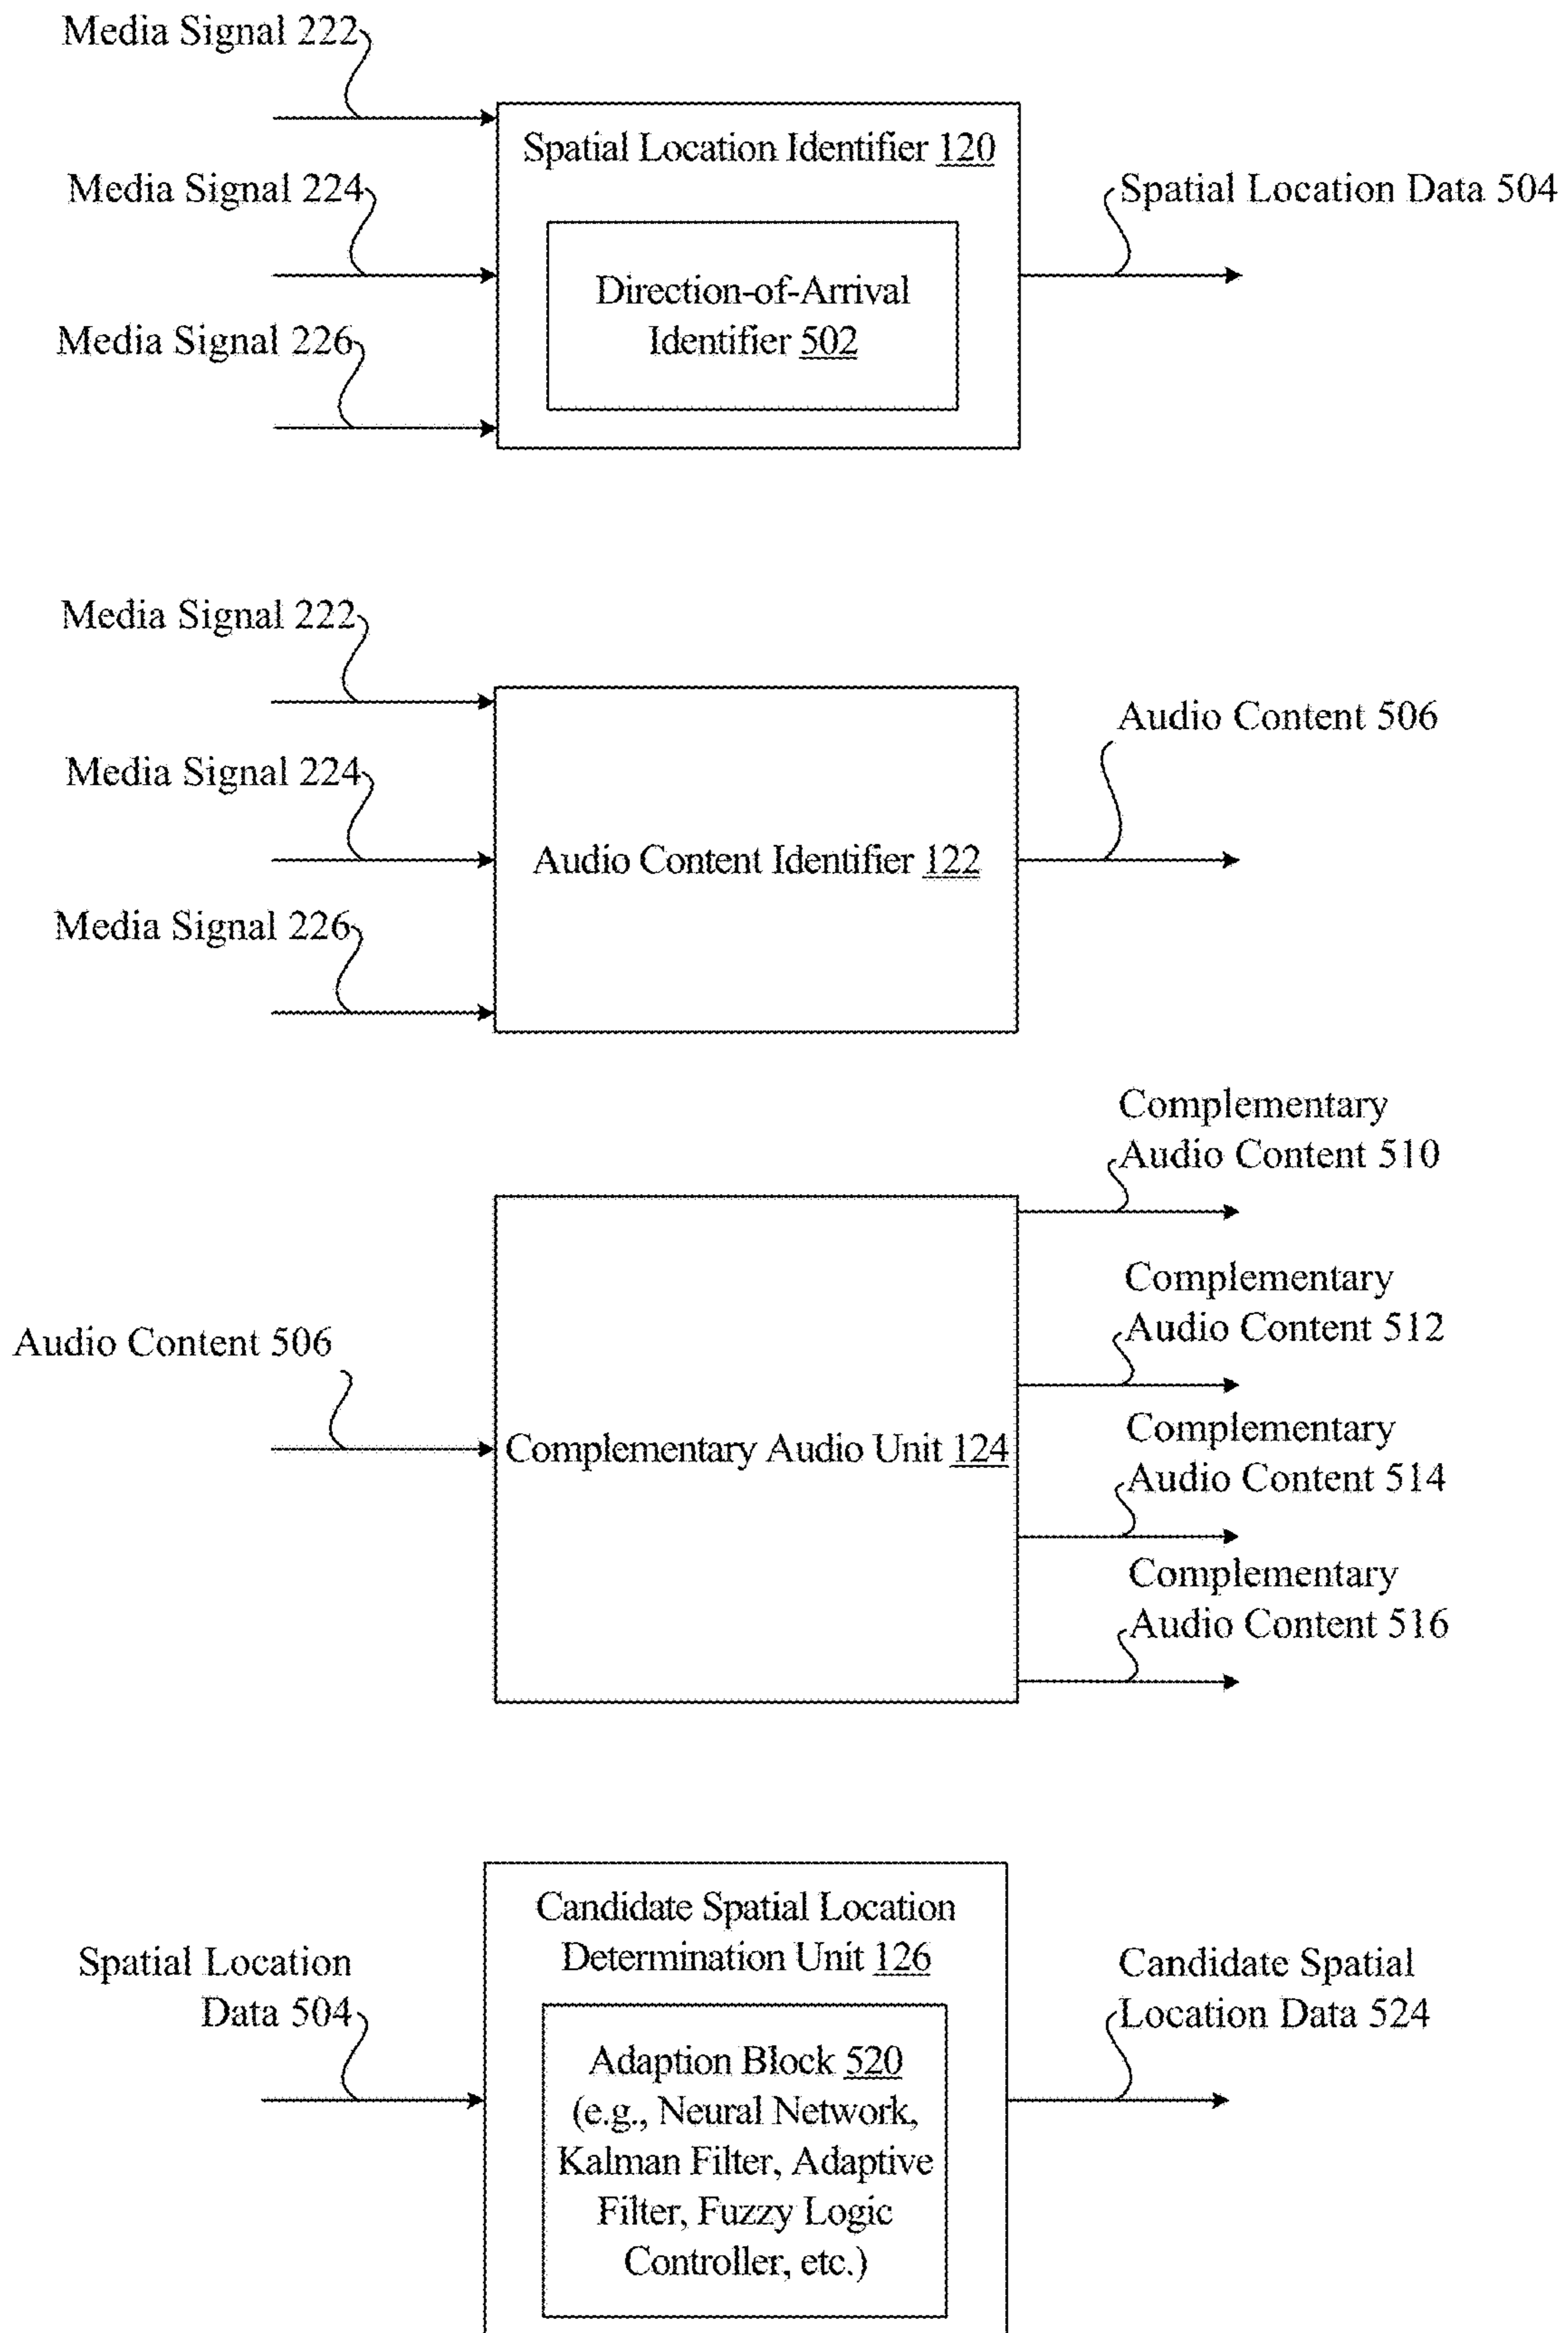 Media Signal 222
Spatial Location Identifier 120
Media Signal 224
Spatial Location Data 504
Direction-of-Arrival
Identifier 502
Media Signal 226
Media Signal 222
Audio Content 506
Media Signal 224
Audio Content Identifier 122
Media Signal 226
Complementary
Audio Content 510
Complementary
Audio Content 512
Audio Content 506
Complementary Audio Unit 124
Complementary
Audio Content 514
Complementary
Audio Content 516
Candidate Spatial Location
Determination Unit 126
Spatial Location
Data 504
Candidate Spatial
Location Data 524
Adaption Block 520
(e.g., Neural Network,
Kalman Filter, Adaptive
Filter, Fuzzy Logic
Controller, etc.)